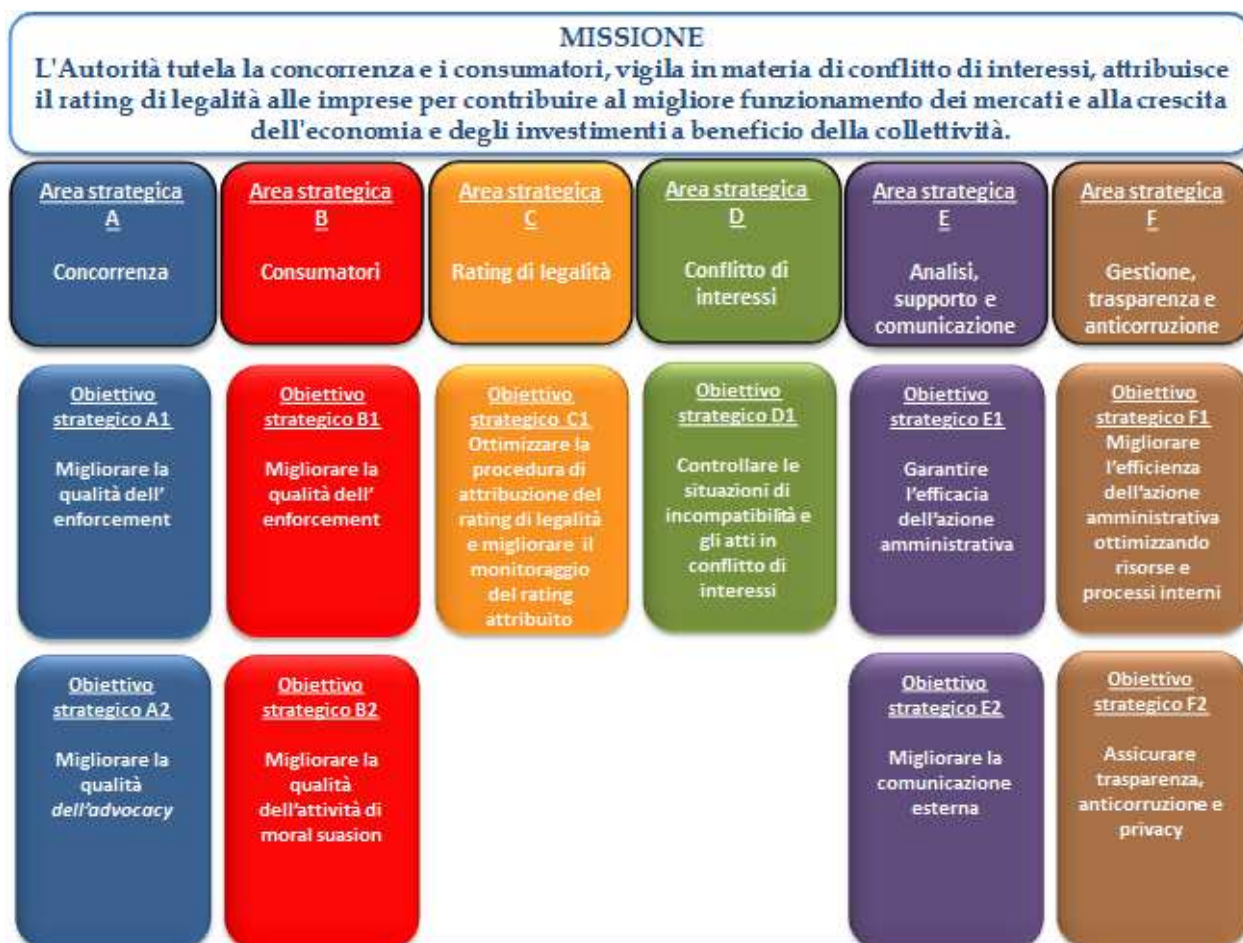 MISSIONE
L'Autorità tutela la concorrenza e i consumatori, vigila in materia di conflitto di interessi, attribuisce
il rating di legalità alle imprese per contribuire al migliore funzionamento dei mercati e alla crescita
dell'economia e degli investimenti a beneficio della collettività.
Area strategica
A
Concorrenza
Area strategica
B
Consumatori
Area strategica
C
Rating di legalità
Area strategica
D
Conflitto di
interessi
Area strategica
E
Analisi,
supporto e
comunicazione
Area strategica
F
Gestione,
trasparenza e
anticorruzione
Obiettivo
strategico A1
Migliorare la
qualità dell'
enforcement
Obiettivo
strategico B1
Migliorare la
qualità dell'
enforcement
Obiettivo
strategico C1
Ottimizzare la
procedura di
attribuzione del
rating di legalità
e migliorare il
monitoraggio
del rating
attribuito
Obiettivo
strategico D1
Controllare le
situazioni di
incompatibilità e
gli atti in
conflitto di
interessi
Obiettivo
strategico E1
Garantire
l'efficacia
dell'azione
amministrativa
Obiettivo
strategico F1
Migliorare
l'efficienza
dell'azione
amministrativa
ottimizzando
risorse e
processi interni
Obiettivo
strategico A2
Migliorare la
qualità
dell'advocacy
Obiettivo
strategico B2
Migliorare la
qualità
dell'attività di
moral suasion
Obiettivo
strategico E2
Migliorare la
comunicazione
esterna
Obiettivo
strategico F2
Assicurare
trasparenza,
anticorruzione e
privacy